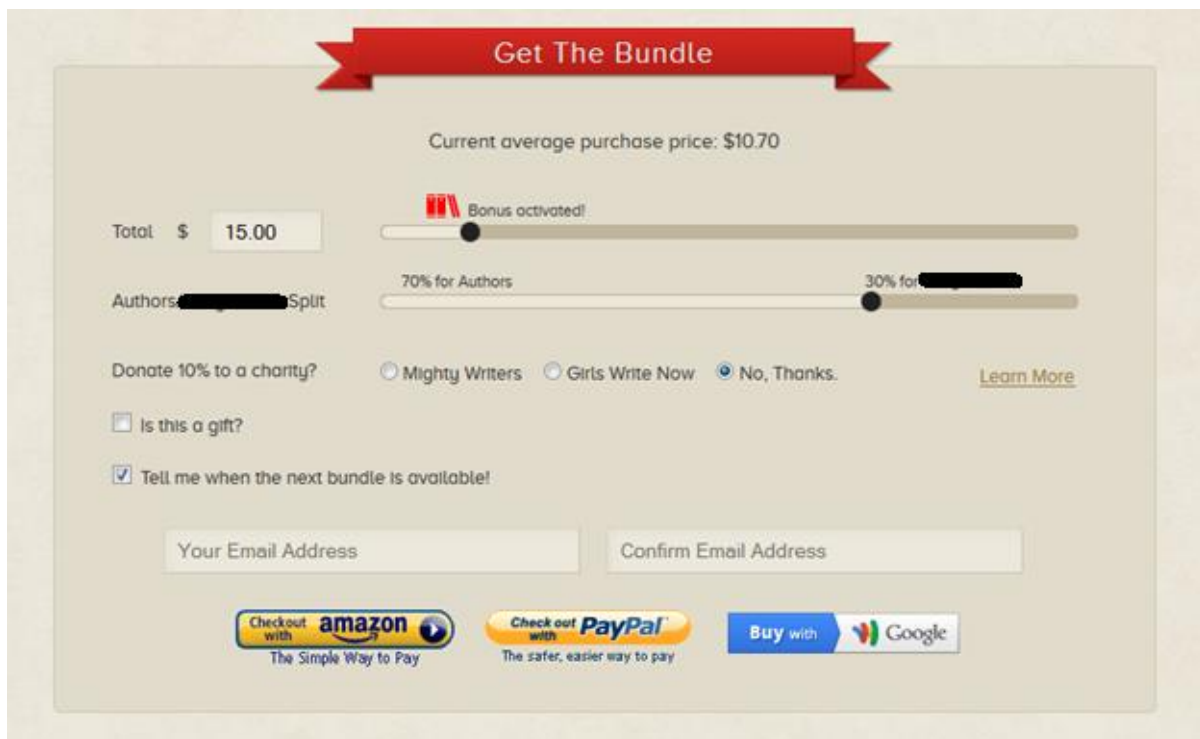 Get The Bundle
Current average purchase price: $10.70
Bonus activated!
Total $ 15.00
70% for Authors 30% for
Authors Split
Donate 10% to a charity? Mighty Writers Girls Write Now No, Thanks. Learn More
Is this a gift?
Tell me when the next bundle is available!
Your Email Address Confirm Email Address
Checkout with amazon Check out with PayPal Buy with Google
The Simple Way to Pay The safer, easier way to pay